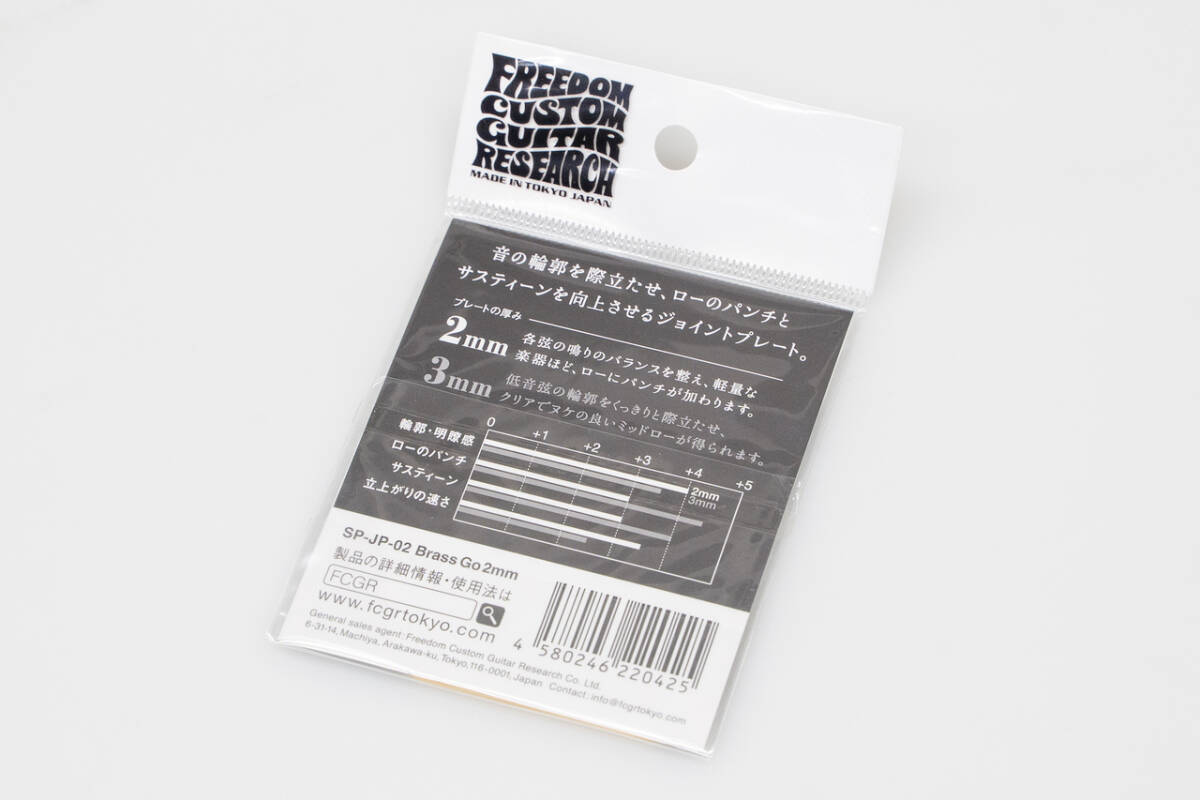 FREEDOM
CUSTOM
GUITAR
RESEARCH
MADE IN TOKYO JAPAN
音の輪郭を際立たせ、ローのパンチと
サスティーンを向上させるジョイントプレート。
プレートの厚み
2mm
各弦の鳴りのバランスを整え、軽量な
楽器ほど、ローにパンチが加わります。
3mm
低音弦の輪郭をくっきりと際立たせ、
クリアでヌケの良いミッドローが得られます。
0 +1 +2 +3 +4 +5
輪郭・明瞭感
ローのパンチ
サスティーン
立上がりの速さ
2mm
3mm
SP-JP-02 Brass Go 2mm
製品の詳細情報・使用法は
FCGR
www.fcgrtokyo.com
General sales agent : Freedom Custom Guitar Research Co. Ltd.
6-31-14, Machiya, Arakawa-ku, Tokyo, 116-0001, Japan Contact : info@fcgrtokyo.com
4 580246 220425